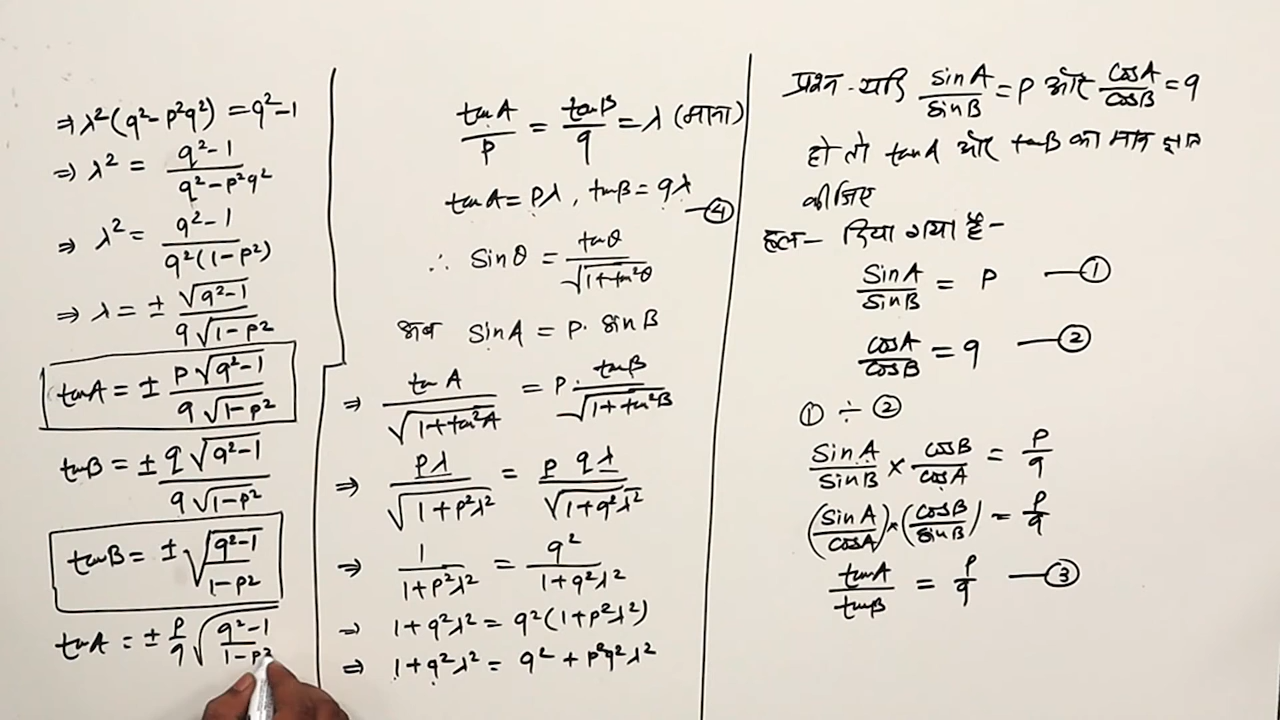 प्रश्न - यदि sinA/sinB = P और cosA/cosB = q
हो तो tanA और tanB का मान ज्ञात
कीजिए
हल - दिया गया है -
sinA/sinB = P —①
cosA/cosB = q —②
① ÷ ②
sinA/sinB × cosB/cosA = P/q
(sinA/cosA) × (cosB/sinB) = P/q
tanA/tanB = P/q —③
tanA/P = tanB/q = λ (माना)
tanA = Pλ, tanB = qλ —④
∴ sinθ = tanθ/√(1+tan²θ)
अब sinA = P. sinB
⇒ tanA/√(1+tan²A) = P. tanB/√(1+tan²B)
⇒ Pλ/√(1+P²λ²) = P qλ/√(1+q²λ²)
⇒ 1/(1+P²λ²) = q²/(1+q²λ²)
⇒ 1+q²λ² = q²(1+P²λ²)
⇒ 1+q²λ² = q² + P²q²λ²
⇒ λ²(q²-P²q²) = q²-1
⇒ λ² = (q²-1)/(q²-P²q²)
⇒ λ² = (q²-1)/(q²(1-P²))
⇒ λ = ± √(q²-1)/(q√(1-P²))
tanA = ± P√(q²-1)/(q√(1-P²))
tanB = ± q√(q²-1)/(q√(1-P²))
tanB = ± √((q²-1)/(1-P²))
tanA = ± P/q √((q²-1)/(1-P²))